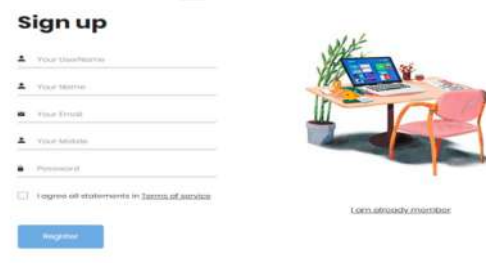 Sign up
Your UserName
Your Name
Your Email
Your Mobile
Password
I agree all statements in Terms of service
Register
I am already member